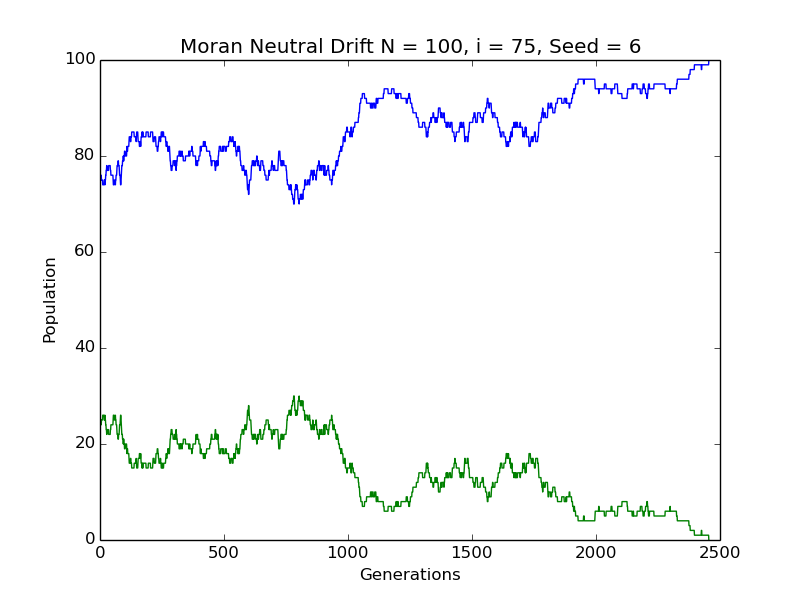 Moran Neutral Drift N = 100, i = 75, Seed = 6
100
80
60
40
20
0
Population
0 500 1000 1500 2000 2500
Generations